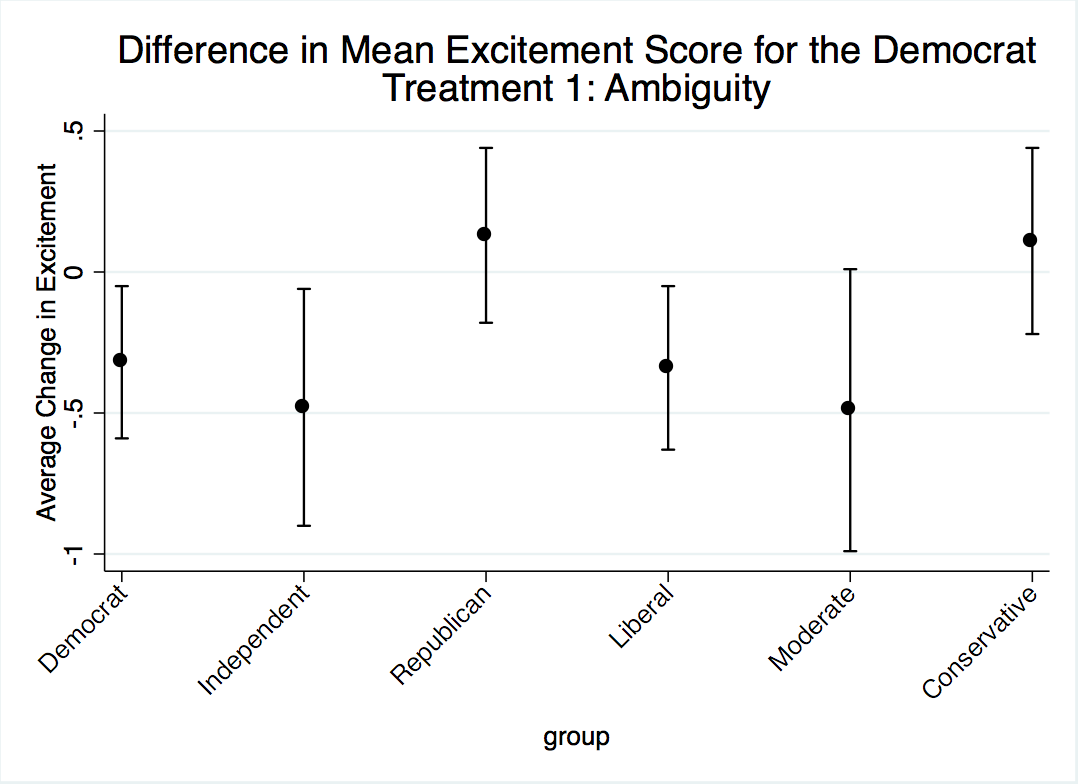 Difference in Mean Excitement Score for the Democrat
Treatment 1: Ambiguity
Average Change in Excitement
.5
0
-.5
-1
Democrat
Independent
Republican
Liberal
Moderate
Conservative
group